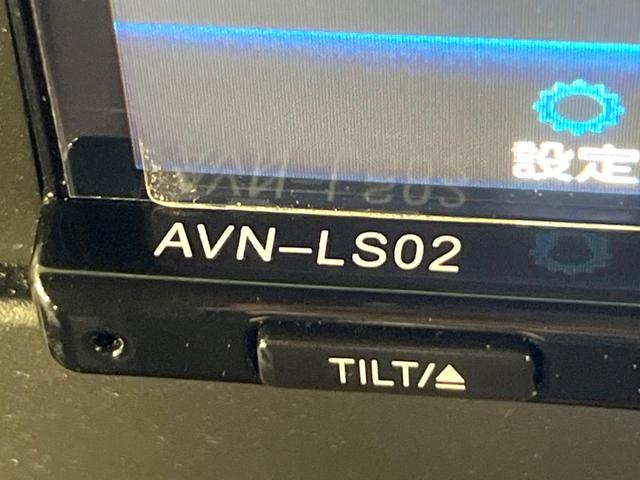 設定
AVN-LS02
TILT/⏏